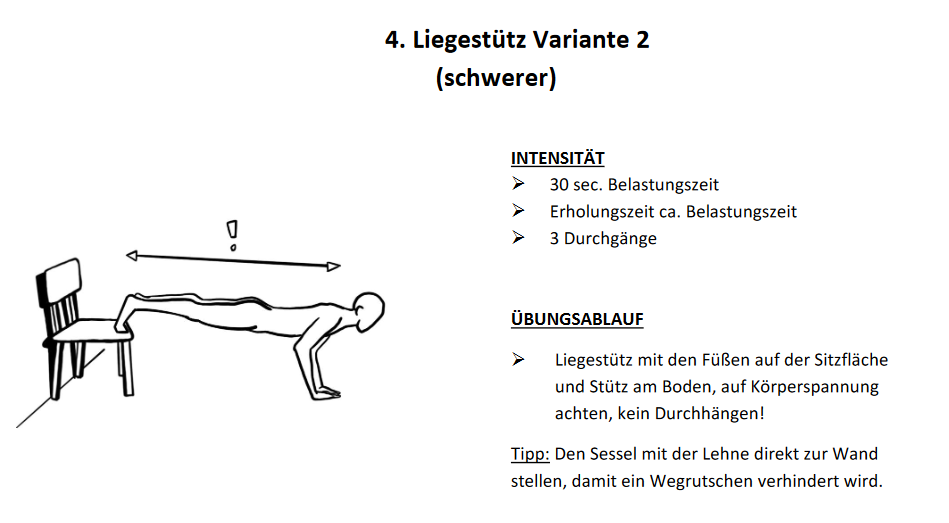 4. Liegestütz Variante 2
(schwerer)
INTENSITÄT
➢ 30 sec. Belastungszeit
➢ Erholungszeit ca. Belastungszeit
➢ 3 Durchgänge
!
ÜBUNGSABLAUF
➢ Liegestütz mit den Füßen auf der Sitzfläche
und Stütz am Boden, auf Körperspannung
achten, kein Durchhängen!
Tipp: Den Sessel mit der Lehne direkt zur Wand
stellen, damit ein Wegrutschen verhindert wird.